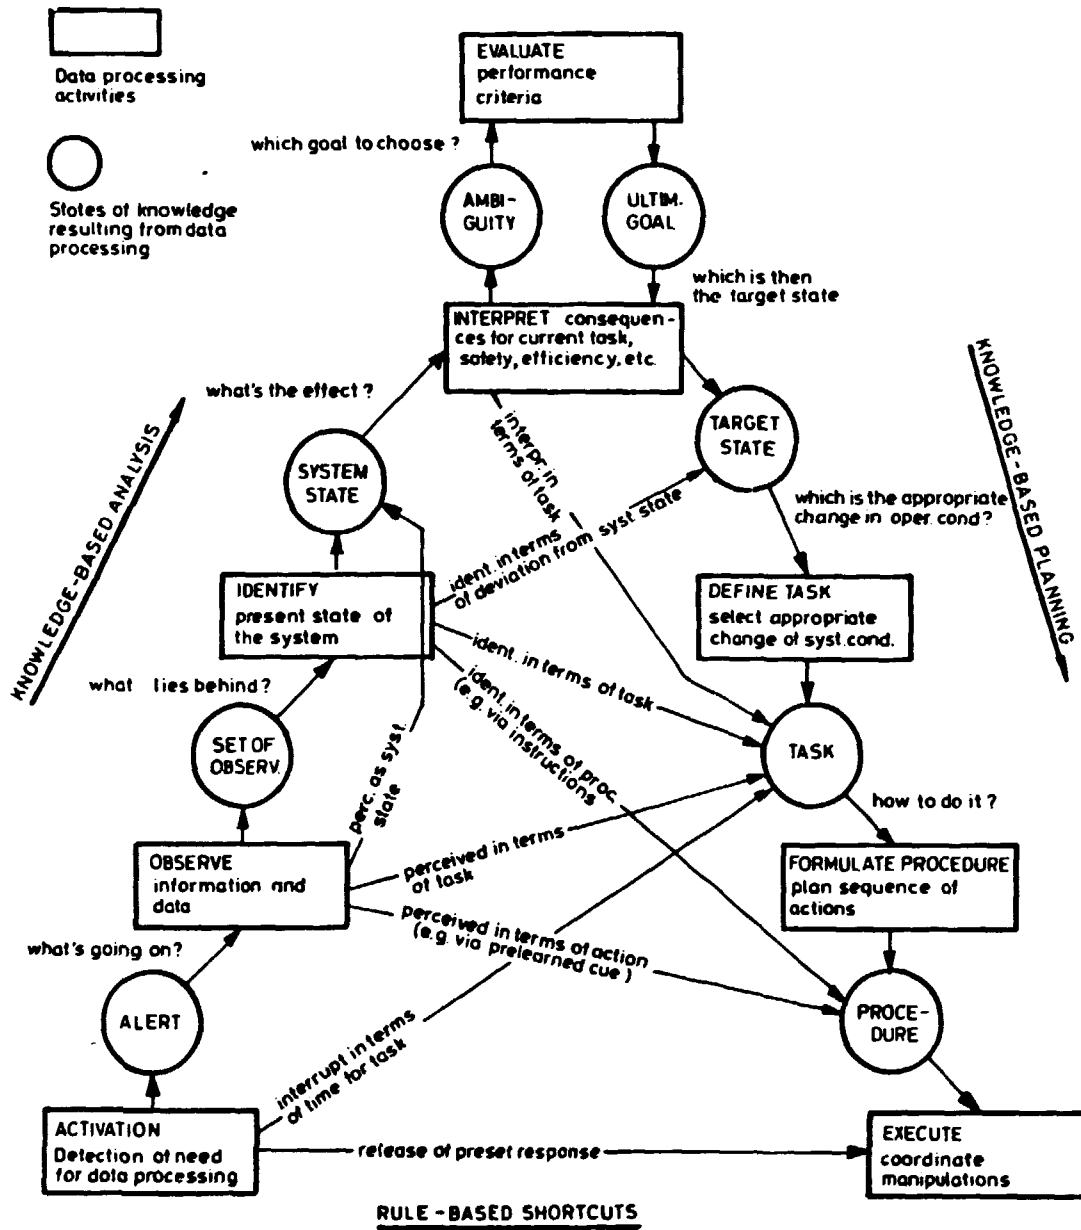 Data processing
activities
States of knowledge
resulting from data
processing
EVALUATE
performance
criteria
which goal to choose?
AMBI-
GUITY
ULTIM.
GOAL
which is then
the target state
INTERPRET consequen-
ces for current task,
safety, efficiency, etc.
what's the effect?
KNOWLEDGE-BASED ANALYSIS
KNOWLEDGE-BASED PLANNING
SYSTEM
STATE
interpr. in
terms of task
TARGET
STATE
which is the appropriate
change in oper. cond?
ident. in terms
of deviation from syst. state
IDENTIFY
present state of
the system
DEFINE TASK
select appropriate
change of syst. cond.
ident. in terms of task
ident. in terms of proc.
(e.g. via instructions
what lies behind?
SET OF
OBSERV.
perc. as syst.
state
TASK
how to do it?
OBSERVE
information and
data
perceived in terms
of task
FORMULATE PROCEDURE
plan sequence of
actions
perceived in terms of action
(e.g. via prelearned cue)
what's going on?
ALERT
PROCE-
DURE
interrupt in terms
of time for task
ACTIVATION
Detection of need
for data processing
release of preset response
EXECUTE
coordinate
manipulations
RULE-BASED SHORTCUTS